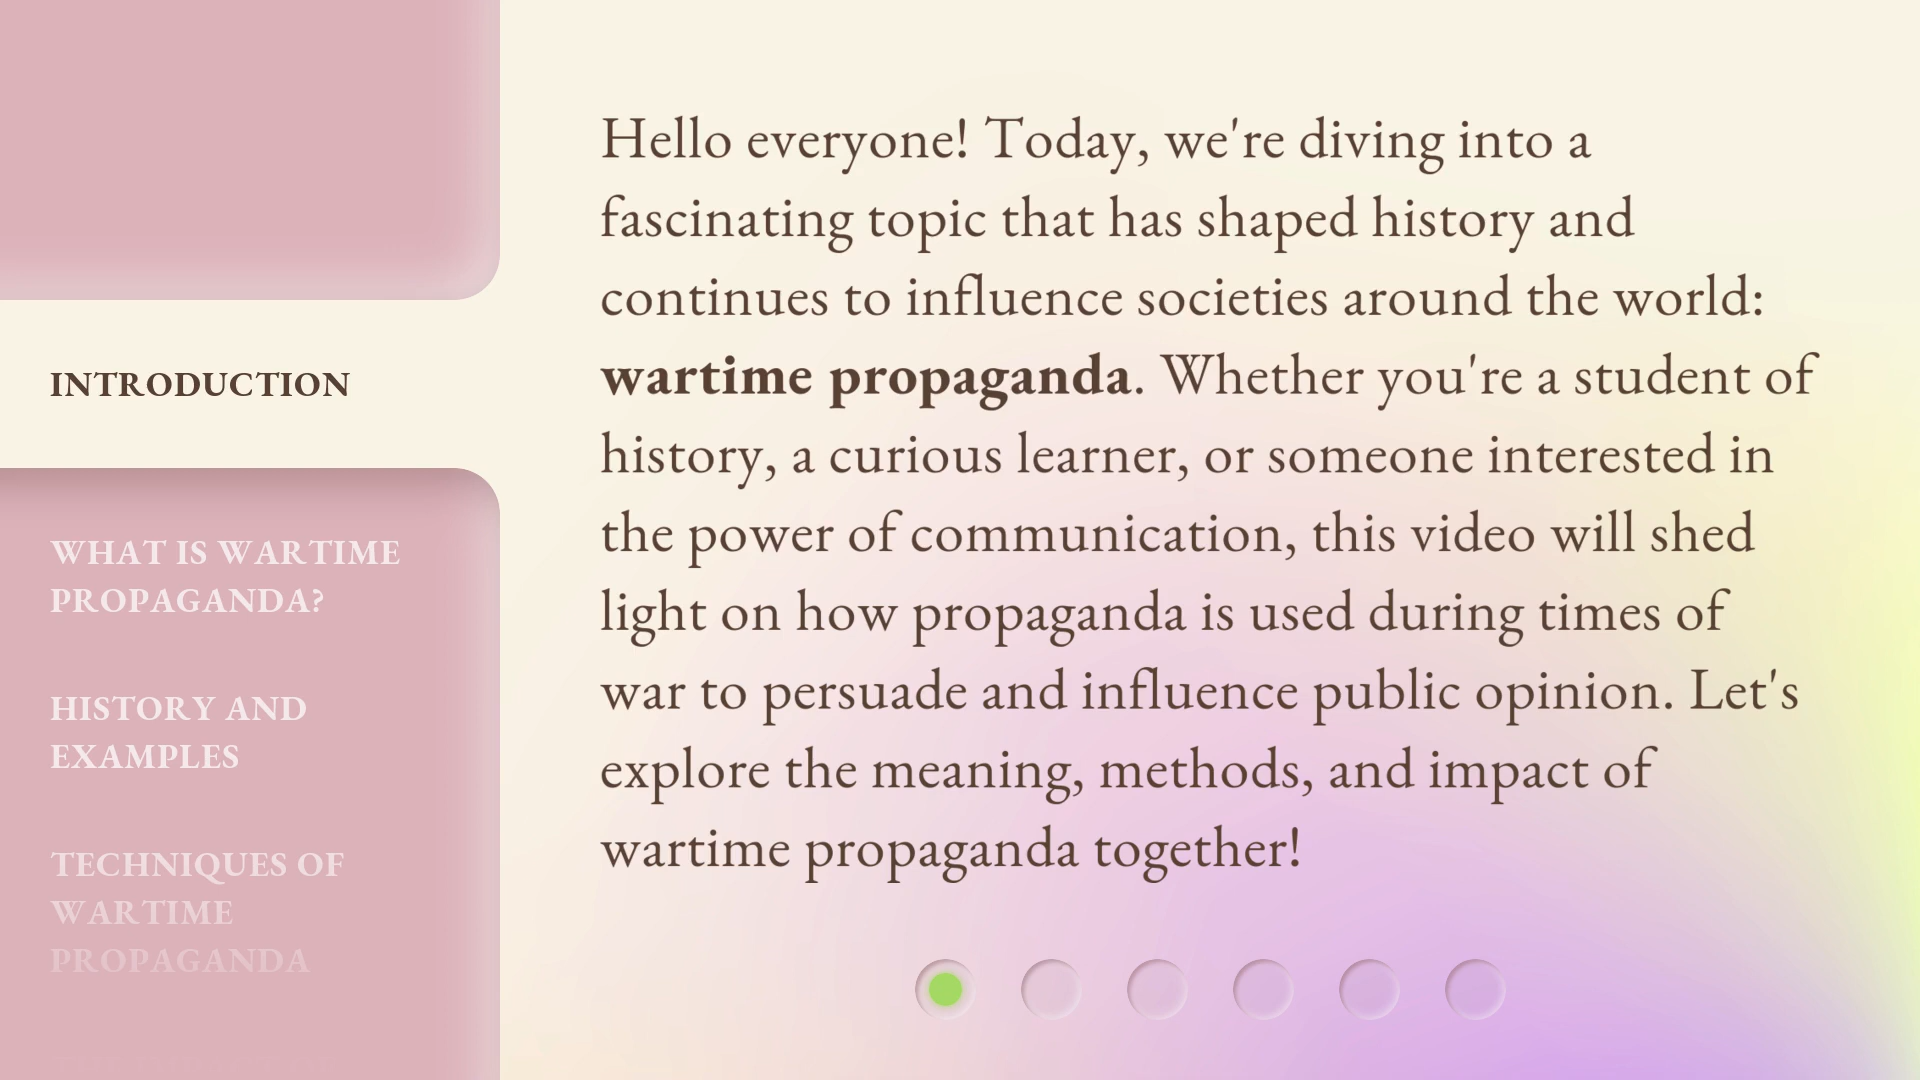 INTRODUCTION
WHAT IS WARTIME
PROPAGANDA?
HISTORY AND
EXAMPLES
TECHNIQUES OF
WARTIME
PROPAGANDA
Hello everyone! Today, we're diving into a
fascinating topic that has shaped history and
continues to influence societies around the world:
wartime propaganda. Whether you're a student of
history, a curious learner, or someone interested in
the power of communication, this video will shed
light on how propaganda is used during times of
war to persuade and influence public opinion. Let's
explore the meaning, methods, and impact of
wartime propaganda together!